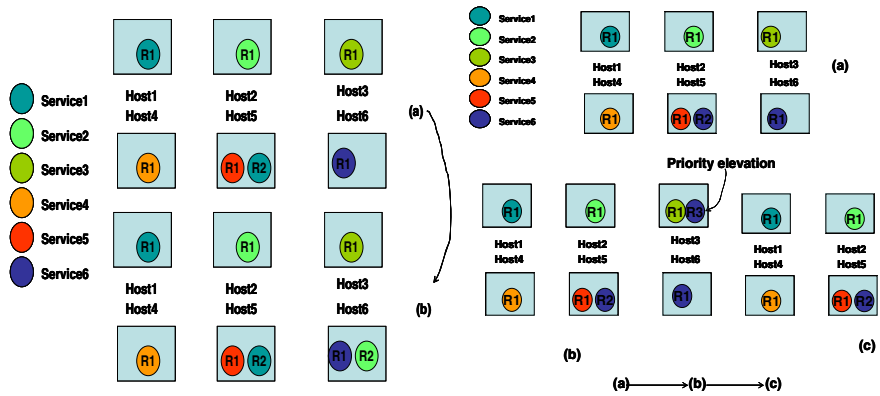 R1 R1 R1
Host1 Host2 Host3
Host4 Host5 Host6
(a)
R1 R1 R2 R1
Service1
Service2
Service3
Service4
Service5
Service6
R1 R1 R1
Host1 Host2 Host3
Host4 Host5 Host6
(b)
R1 R1 R2 R1 R2
Service1
Service2
Service3
Service4
Service5
Service6
R1 R1 R1
Host1 Host2 Host3
Host4 Host5 Host6
(a)
R1 R1 R2 R1
Priority elevation
R1 R1 R1 R3
Host1 Host2 Host3
Host4 Host5 Host6
R1 R1 R2 R1
(b)
R1 R1
Host1 Host2
Host4 Host5
R1 R1 R2
(c)
(a) (b) (c)